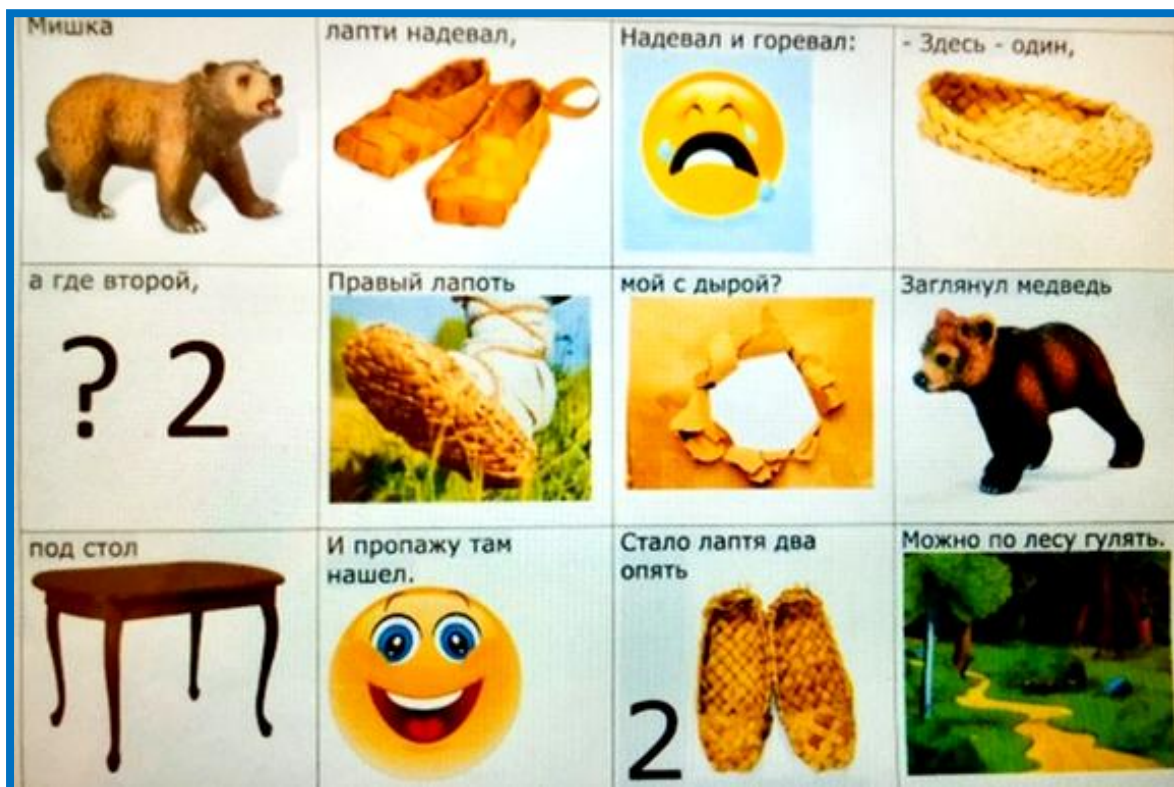 Мишка
лапти надевал,
Надевал и горевал:
- Здесь - один,
а где второй,
? 2
Правый лапоть
мой с дырой?
Заглянул медведь
под стол
И пропажу там
нашел.
Стало лаптя два
опять
2
Можно по лесу гулять.